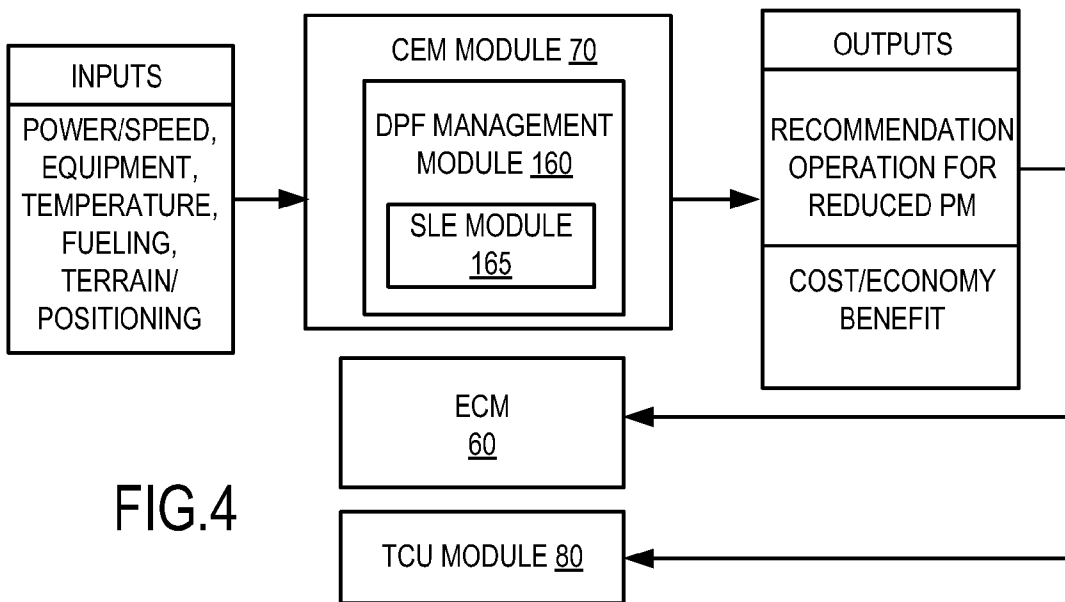 INPUTS
POWER/SPEED,
EQUIPMENT,
TEMPERATURE,
FUELING,
TERRAIN/
POSITIONING
CEM MODULE 70
DPF MANAGEMENT
MODULE 160
SLE MODULE
165
OUTPUTS
RECOMMENDATION
OPERATION FOR
REDUCED PM
COST/ECONOMY
BENEFIT
ECM
60
TCU MODULE 80
FIG.4